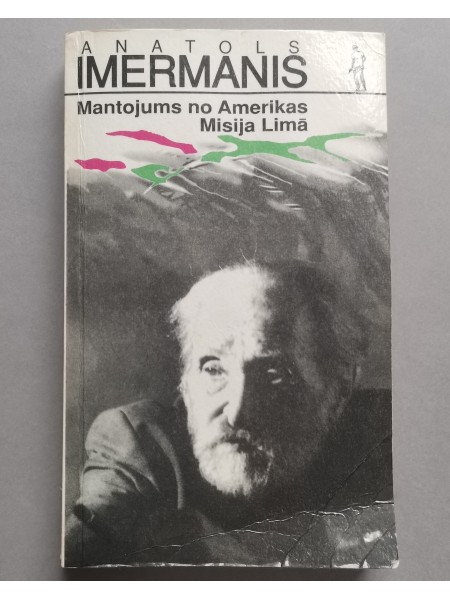 ANATOLS
IMERMANIS
Mantojums no Amerikas
Misija Limā